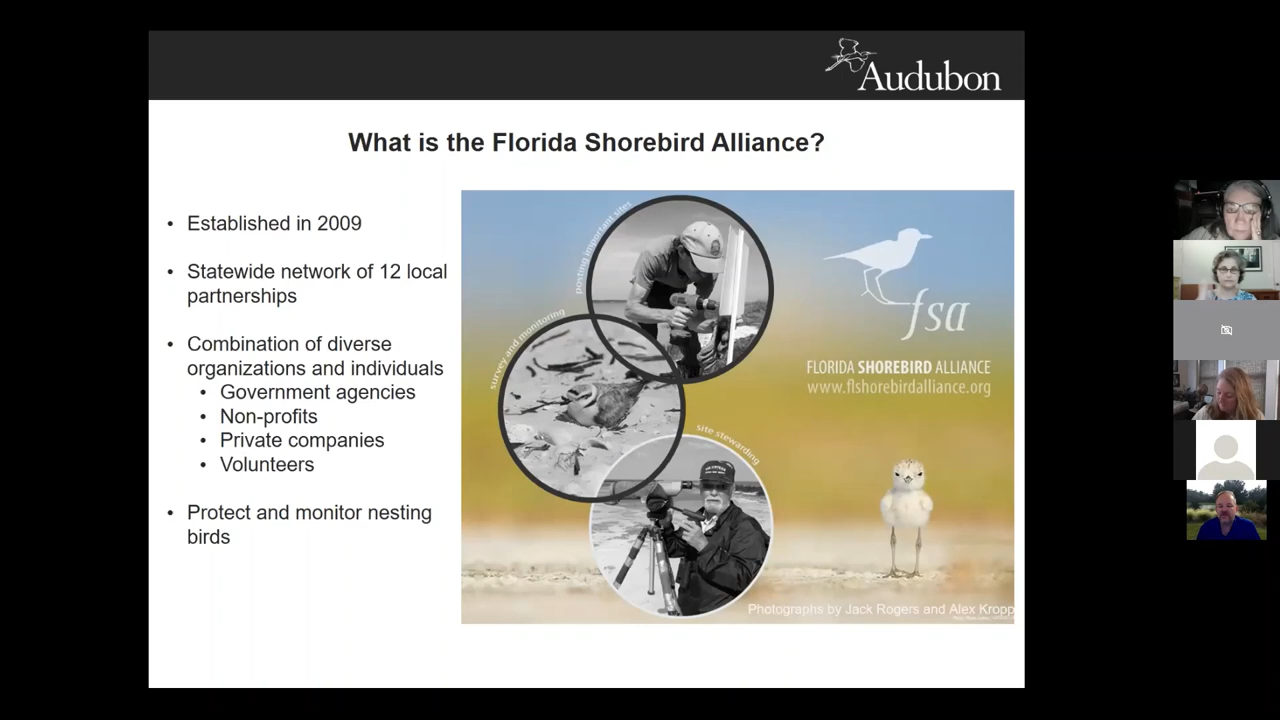 Audubon
What is the Florida Shorebird Alliance?
• Established in 2009
• Statewide network of 12 local
partnerships
• Combination of diverse
organizations and individuals
• Government agencies
• Non-profits
• Private companies
• Volunteers
• Protect and monitor nesting
birds
posting important sites
survey and monitoring
site stewarding
fsa
FLORIDA SHOREBIRD ALLIANCE
www.flshorebirdalliance.org
Photographs by Jack Rogers and Alex Kropp